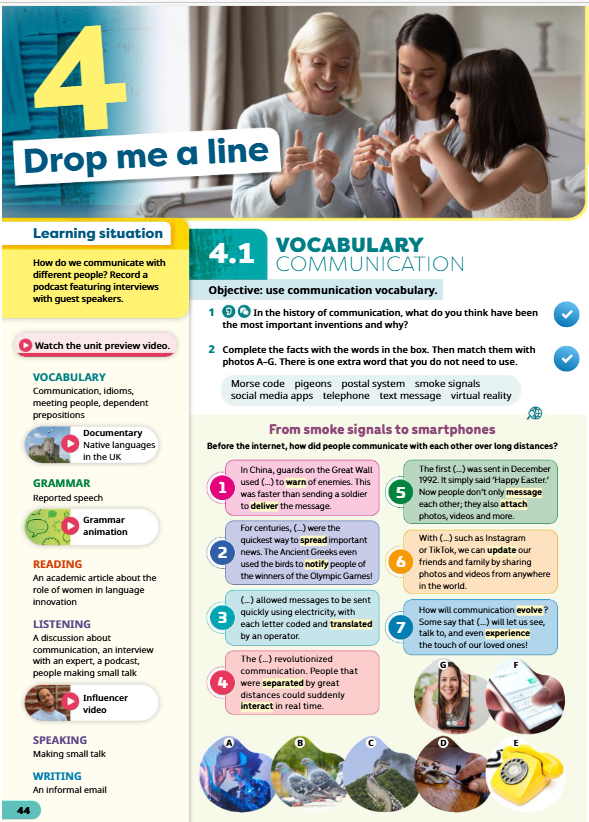 4
Drop me a line
Learning situation
How do we communicate with
different people? Record a
podcast featuring interviews
with guest speakers.
Watch the unit preview video.
VOCABULARY
Communication, idioms,
meeting people, dependent
prepositions
Documentary
Native languages
in the UK
GRAMMAR
Reported speech
Grammar
animation
READING
An academic article about the
role of women in language
innovation
LISTENING
A discussion about
communication, an interview
with an expert, a podcast,
people making small talk
Influencer
video
SPEAKING
Making small talk
WRITING
An informal email
44
4.1
VOCABULARY
COMMUNICATION
Objective: use communication vocabulary.
1 In the history of communication, what do you think have been
the most important inventions and why?
2 Complete the facts with the words in the box. Then match them with
photos A–G. There is one extra word that you do not need to use.
Morse code pigeons postal system smoke signals
social media apps telephone text message virtual reality
From smoke signals to smartphones
Before the internet, how did people communicate with each other over long distances?
1
In China, guards on the Great Wall
used (...) to warn of enemies. This
was faster than sending a soldier
to deliver the message.
2
For centuries, (...) were the
quickest way to spread important
news. The Ancient Greeks even
used the birds to notify people of
the winners of the Olympic Games!
3
(...) allowed messages to be sent
quickly using electricity, with
each letter coded and translated
by an operator.
4
The (...) revolutionized
communication. People that
were separated by great
distances could suddenly
interact in real time.
5
The first (...) was sent in December
1992. It simply said 'Happy Easter.'
Now people don't only message
each other; they also attach
photos, videos and more.
6
With (...) such as Instagram
or TikTok, we can update our
friends and family by sharing
photos and videos from anywhere
in the world.
7
How will communication evolve?
Some say that (...) will let us see,
talk to, and even experience
the touch of our loved ones!
G
F
A
B
C
D
E